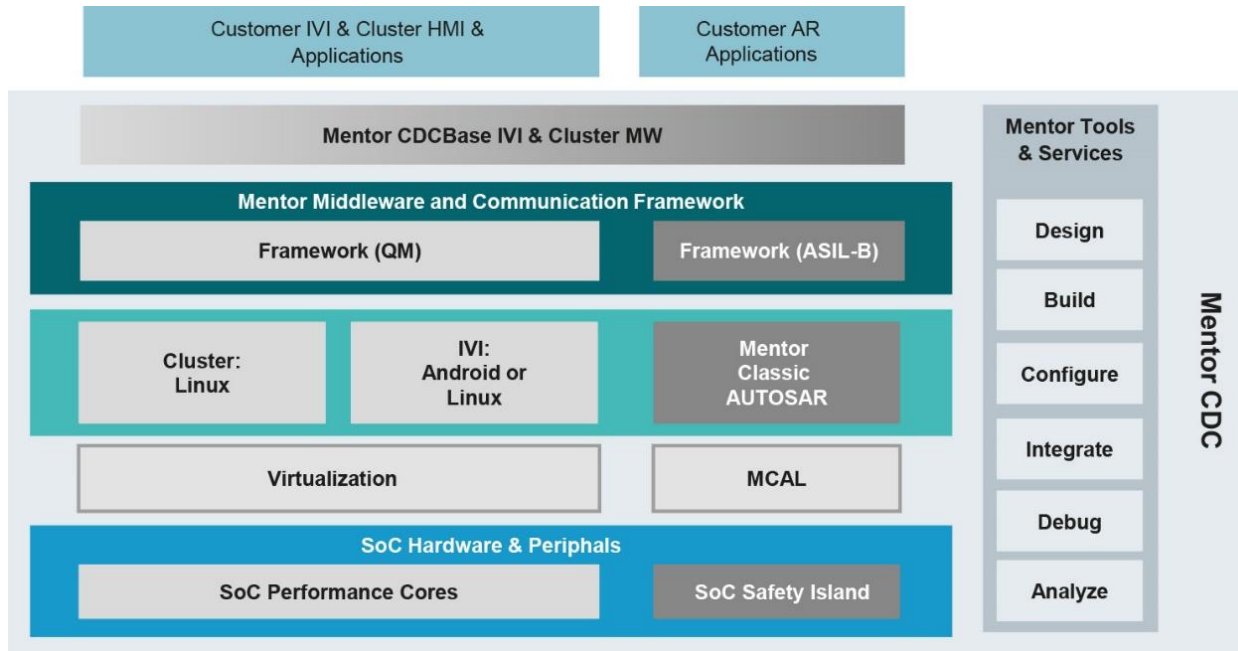 Customer IVI & Cluster HMI &
Applications
Customer AR
Applications
Mentor CDCBase IVI & Cluster MW
Mentor Middleware and Communication Framework
Framework (QM)
Framework (ASIL-B)
Cluster:
Linux
IVI:
Android or
Linux
Mentor
Classic
AUTOSAR
Virtualization
MCAL
SoC Hardware & Periphals
SoC Performance Cores
SoC Safety Island
Mentor Tools
& Services
Design
Build
Configure
Integrate
Debug
Analyze
Mentor CDC